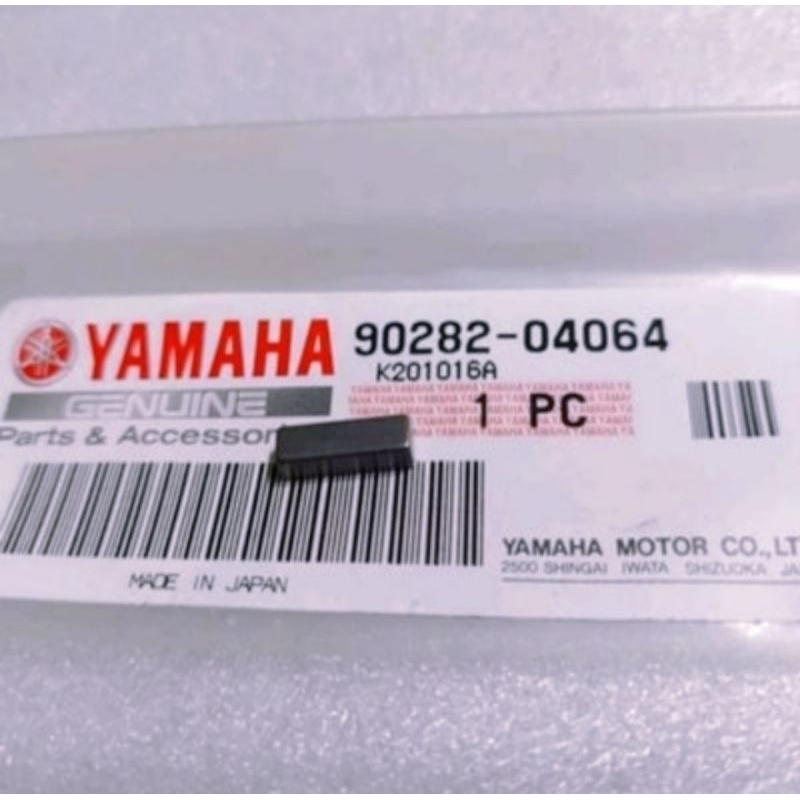 YAMAHA 90282-04064
K201016A
GENUINE
1 PC
Parts & Accessor
MADE IN JAPAN
YAMAHA MOTOR CO.,LT
2500 SHINGAI IWATA SHIZUOKA JA